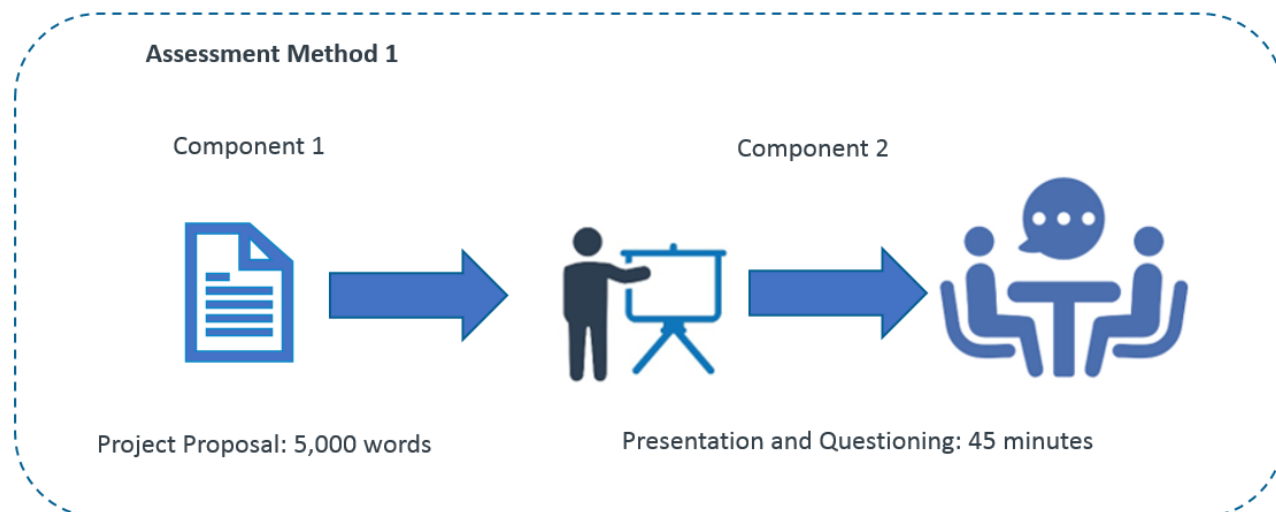 Assessment Method 1
Component 1
Component 2
Project Proposal: 5,000 words
Presentation and Questioning: 45 minutes